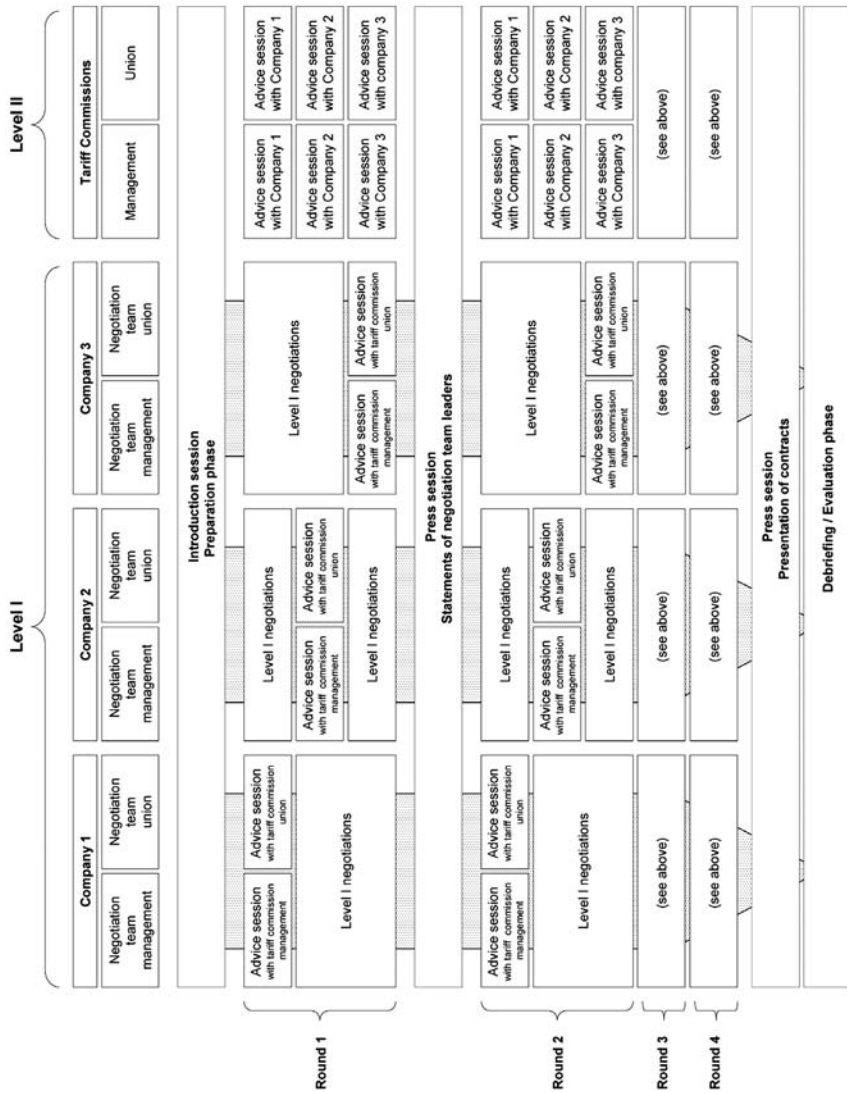 Level I
Level II
Company 1
Company 2
Company 3
Tariff Commissions
Negotiation
team
management
Negotiation
team
union
Negotiation
team
management
Negotiation
team
union
Negotiation
team
management
Negotiation
team
union
Management
Union
Introduction session
Preparation phase
Round 1
Advice session
with tariff commission
management
Advice session
with tariff commission
union
Level I negotiations
Level I negotiations
Advice session
with tariff commission
management
Advice session
with tariff commission
union
Level I negotiations
Level I negotiations
Advice session
with tariff commission
management
Advice session
with tariff commission
union
Advice session
with Company 1
Advice session
with Company 1
Advice session
with Company 2
Advice session
with Company 2
Advice session
with Company 3
Advice session
with company 3
Press session
Statements of negotiation team leaders
Round 2
Advice session
with tariff commission
management
Advice session
with tariff commission
union
Level I negotiations
Level I negotiations
Advice session
with tariff commission
management
Advice session
with tariff commission
union
Level I negotiations
Level I negotiations
Advice session
with tariff commission
management
Advice session
with tariff commission
union
Advice session
with Company 1
Advice session
with Company 1
Advice session
with Company 2
Advice session
with Company 2
Advice session
with Company 3
Advice session
with company 3
Round 3
(see above)
(see above)
(see above)
(see above)
Round 4
(see above)
(see above)
(see above)
(see above)
Press session
Presentation of contracts
Debriefing / Evaluation phase